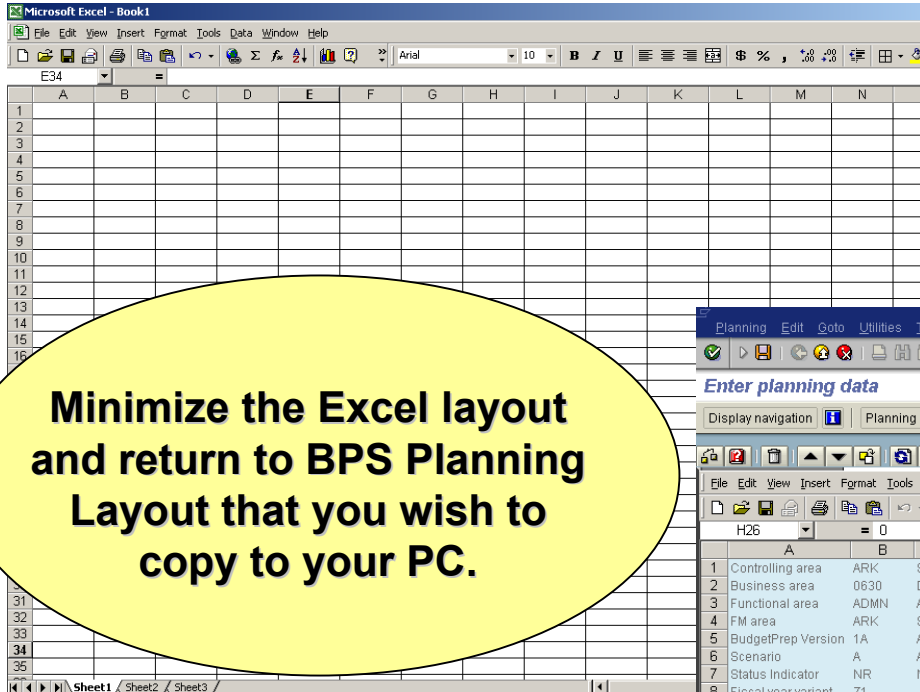 Microsoft Excel - Book1
File Edit View Insert Format Tools Data Window Help
Arial 10 B I U $ % ,
E34 =
A B C D E F G H I J K L M N
1
2
3
4
5
6
7
8
9
10
11
12
13
14
15
16
Minimize the Excel layout
and return to BPS Planning
Layout that you wish to
copy to your PC.
31
32
33
34
35
Sheet1 Sheet2 Sheet3
Planning Edit Goto Utilities
Enter planning data
Display navigation Planning
File Edit View Insert Format Tools
H26 = 0
A B
1 Controlling area ARK
2 Business area 0630
3 Functional area ADMN
4 FM area ARK
5 BudgetPrep Version 1A
6 Scenario A
7 Status Indicator NR
8 Fiscal year variant Z1